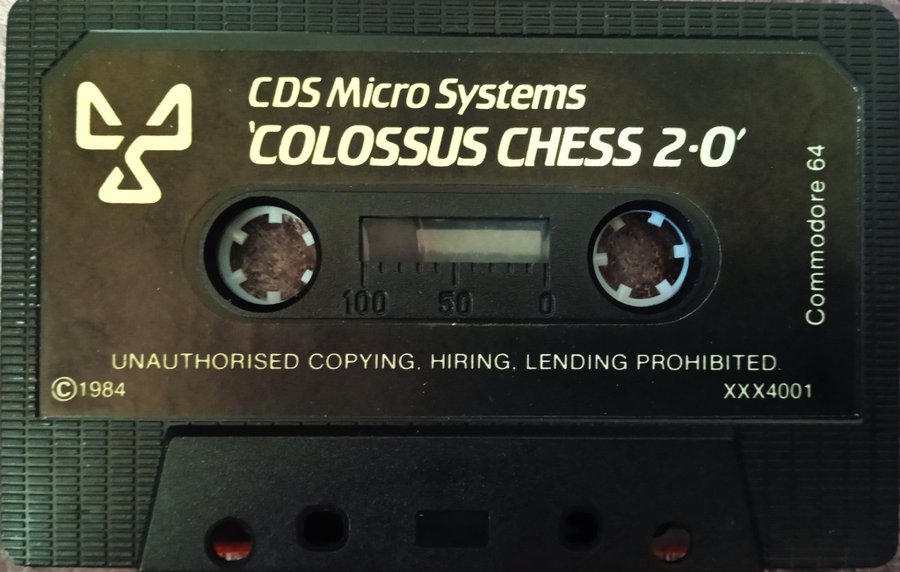 CDS Micro Systems
'COLOSSUS CHESS 2·0'
Commodore 64
100 50 0
UNAUTHORISED COPYING, HIRING, LENDING PROHIBITED.
©1984
XXX4001